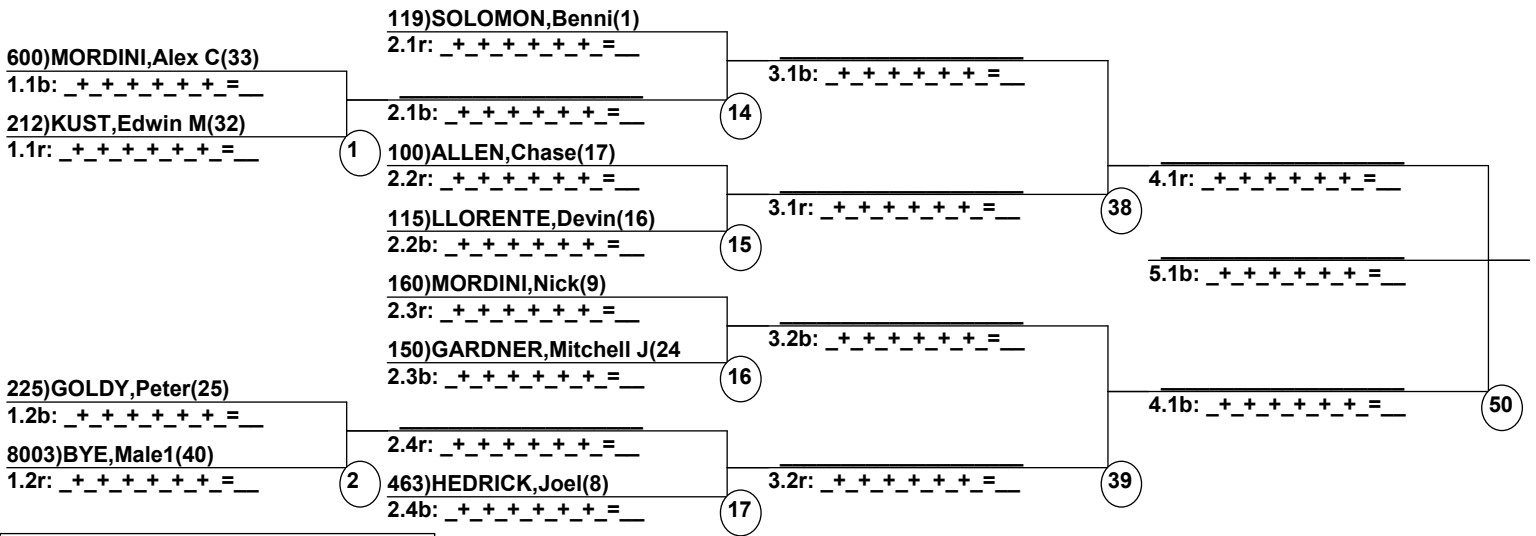 119)SOLOMON,Benni(1)
2.1r: _+_+_+_+_+_=__
600)MORDINI,Alex C(33)
1.1b: _+_+_+_+_+_=__
3.1b: _+_+_+_+_+_=__
2.1b: _+_+_+_+_+_=__
14
212)KUST,Edwin M(32)
1.1r: _+_+_+_+_+_=__
1
100)ALLEN,Chase(17)
2.2r: _+_+_+_+_+_=__
4.1r: _+_+_+_+_+_=__
3.1r: _+_+_+_+_+_=__
38
115)LLORENTE,Devin(16)
2.2b: _+_+_+_+_+_=__
15
5.1b: _+_+_+_+_+_=__
160)MORDINI,Nick(9)
2.3r: _+_+_+_+_+_=__
3.2b: _+_+_+_+_+_=__
150)GARDNER,Mitchell J(24
2.3b: _+_+_+_+_+_=__
16
225)GOLDY,Peter(25)
1.2b: _+_+_+_+_+_=__
4.1b: _+_+_+_+_+_=__
50
2.4r: _+_+_+_+_+_=__
8003)BYE,Male1(40)
1.2r: _+_+_+_+_+_=__
2
463)HEDRICK,Joel(8)
2.4b: _+_+_+_+_+_=__
17
3.2r: _+_+_+_+_+_=__
39